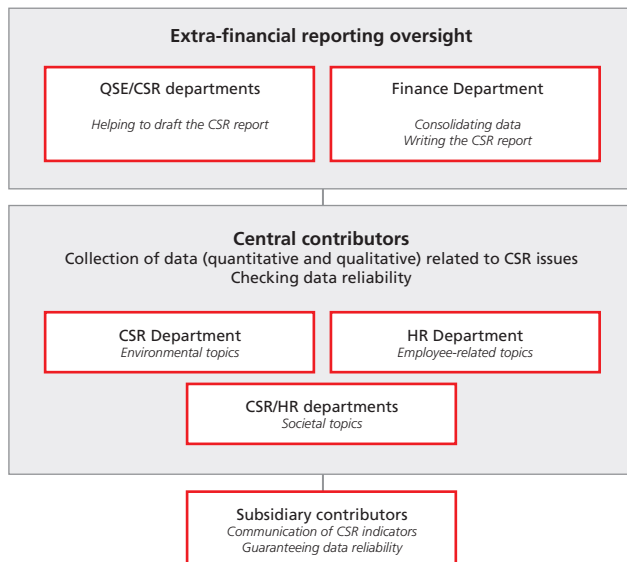 Extra-financial reporting oversight
QSE/CSR departments
Helping to draft the CSR report
Finance Department
Consolidating data
Writing the CSR report
Central contributors
Collection of data (quantitative and qualitative) related to CSR issues
Checking data reliability
CSR Department
Environmental topics
HR Department
Employee-related topics
CSR/HR departments
Societal topics
Subsidiary contributors
Communication of CSR indicators
Guaranteeing data reliability